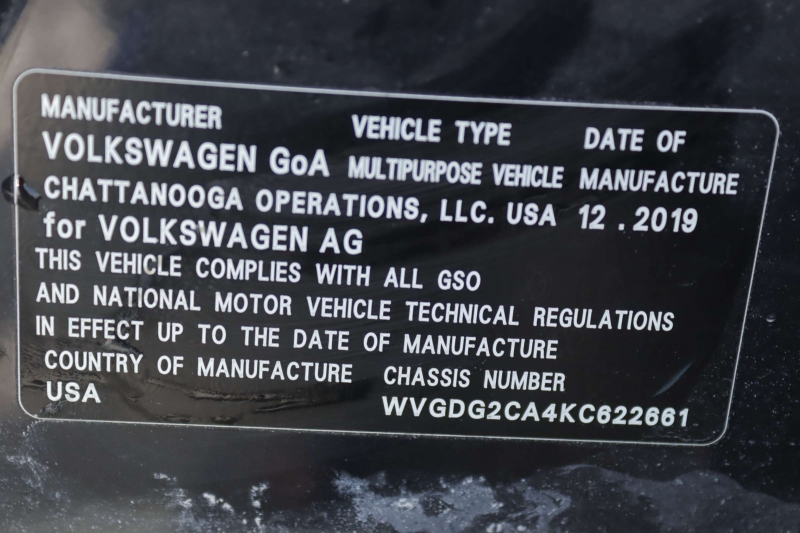 MANUFACTURER VEHICLE TYPE DATE OF
VOLKSWAGEN GoA MULTIPURPOSE VEHICLE MANUFACTURE
CHATTANOOGA OPERATIONS, LLC. USA 12 . 2019
for VOLKSWAGEN AG
THIS VEHICLE COMPLIES WITH ALL GSO
AND NATIONAL MOTOR VEHICLE TECHNICAL REGULATIONS
IN EFFECT UP TO THE DATE OF MANUFACTURE
COUNTRY OF MANUFACTURE CHASSIS NUMBER
USA WVGDG2CA4KC622661